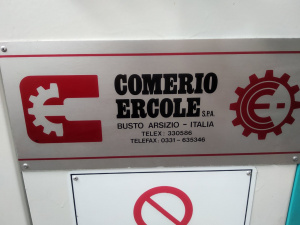 COMERIO
ERCOLE S.P.A.
BUSTO ARSIZIO - ITALIA
TELEX: 330586
TELEFAX: 0331-635346